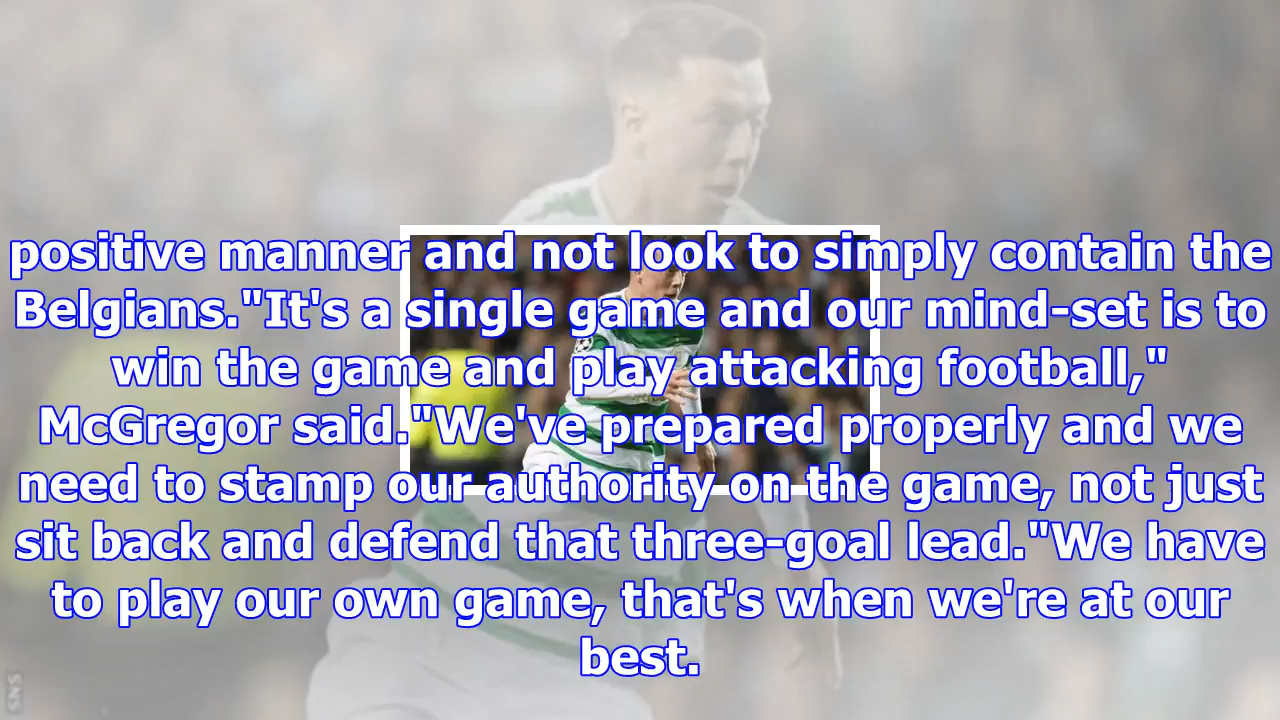 positive manner and not look to simply contain the
Belgians."It's a single game and our mind-set is to
win the game and play attacking football,"
McGregor said."We've prepared properly and we
need to stamp our authority on the game, not just
sit back and defend that three-goal lead."We have
to play our own game, that's when we're at our
best.
SNS